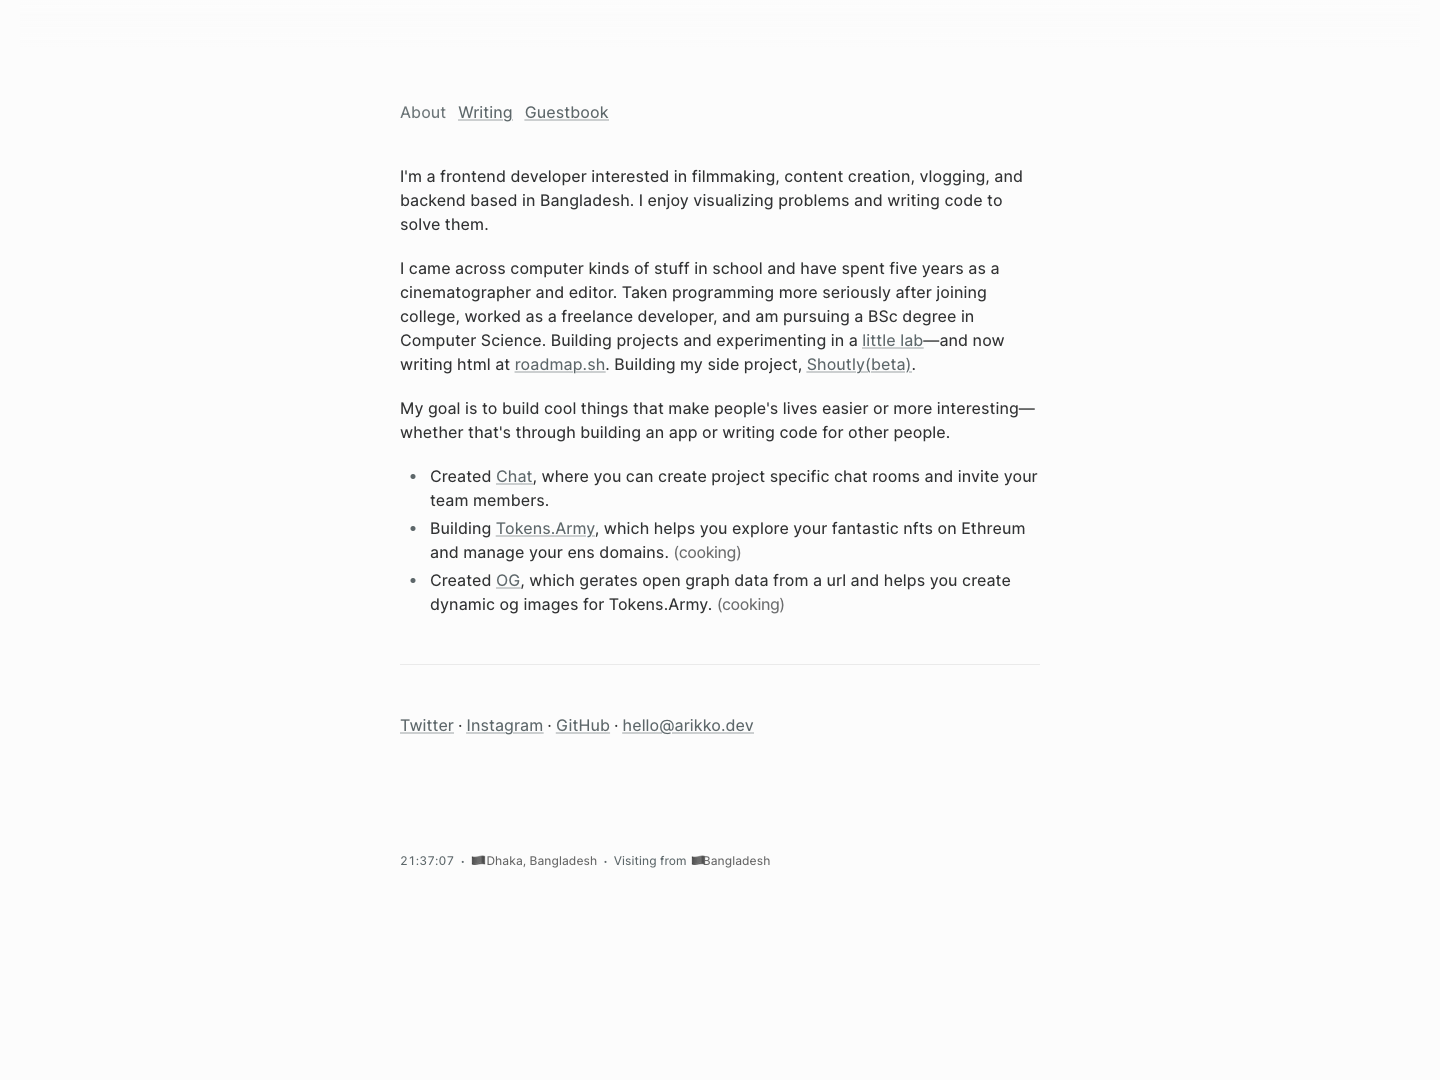 About Writing Guestbook
I'm a frontend developer interested in filmmaking, content creation, vlogging, and
backend based in Bangladesh. I enjoy visualizing problems and writing code to
solve them.
I came across computer kinds of stuff in school and have spent five years as a
cinematographer and editor. Taken programming more seriously after joining
college, worked as a freelance developer, and am pursuing a BSc degree in
Computer Science. Building projects and experimenting in a little lab—and now
writing html at roadmap.sh. Building my side project, Shoutly(beta).
My goal is to build cool things that make people's lives easier or more interesting—
whether that's through building an app or writing code for other people.
• Created Chat, where you can create project specific chat rooms and invite your
team members.
• Building Tokens.Army, which helps you explore your fantastic nfts on Ethreum
and manage your ens domains. (cooking)
• Created OG, which gerates open graph data from a url and helps you create
dynamic og images for Tokens.Army. (cooking)
Twitter · Instagram · GitHub · hello@arikko.dev
21:37:07 · Dhaka, Bangladesh · Visiting from Bangladesh